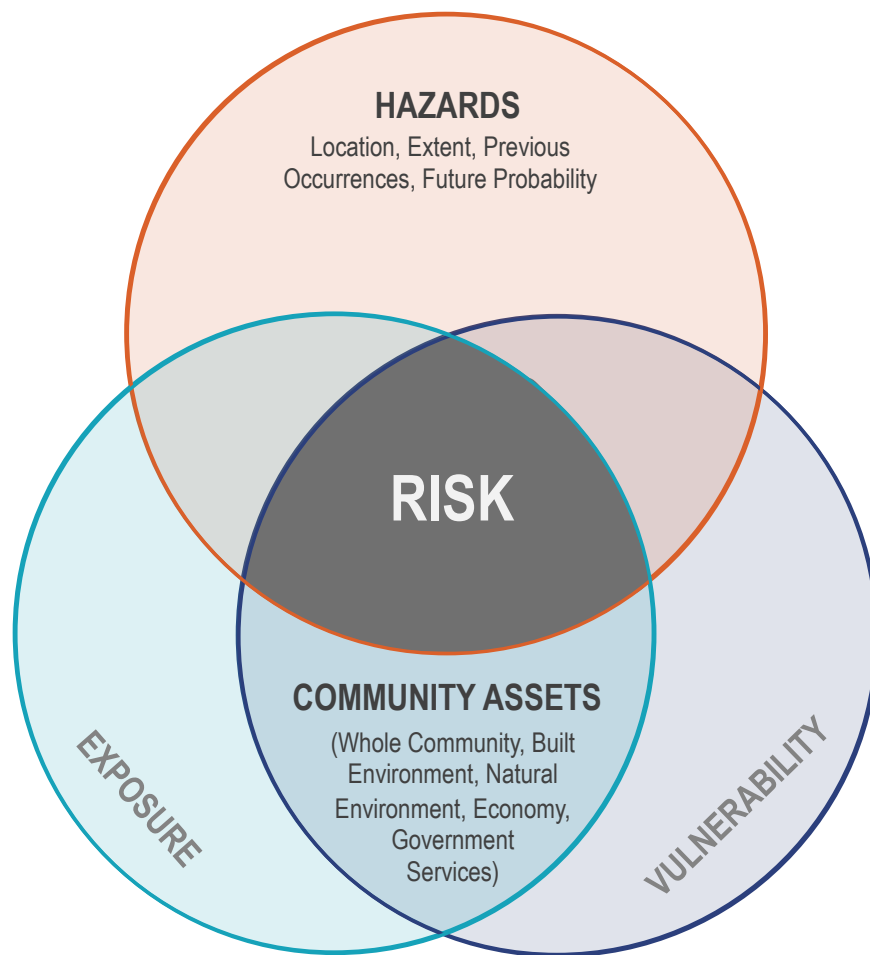 HAZARDS
Location, Extent, Previous
Occurrences, Future Probability
RISK
COMMUNITY ASSETS
(Whole Community, Built
Environment, Natural
Environment, Economy,
Government
Services)
EXPOSURE
VULNERABILITY